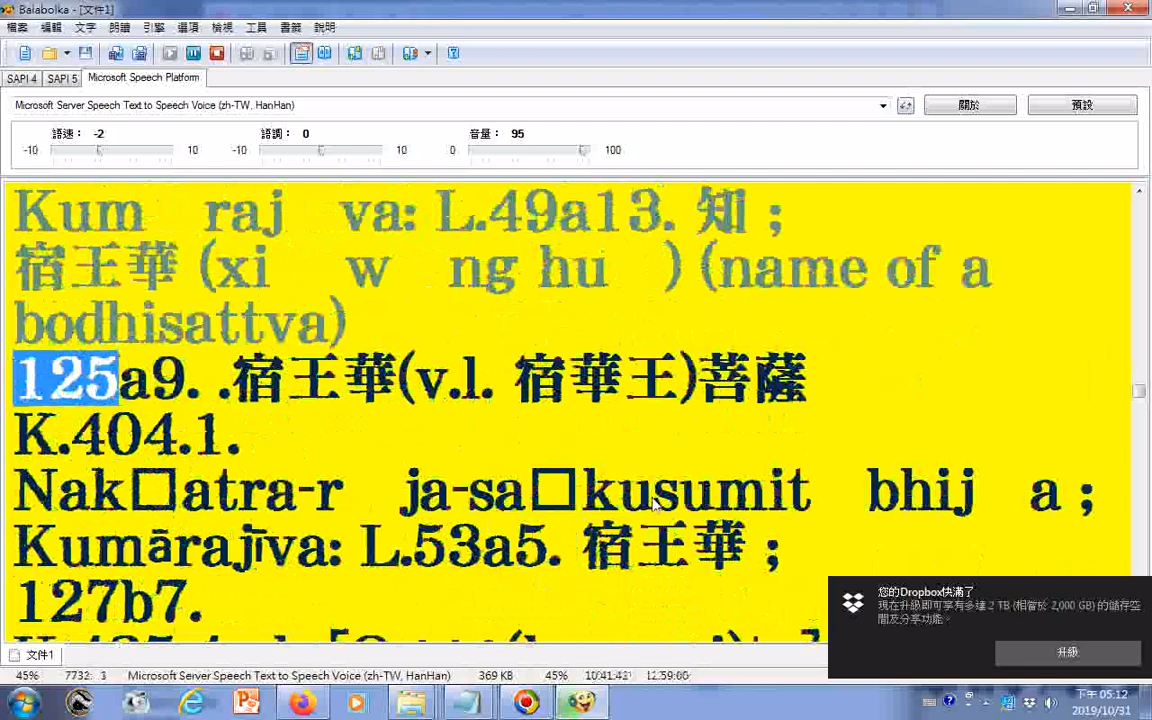 Balabolka - [文件1]
檔案 編輯 文字 朗讀 引擎 選項 檢視 工具 書籤 說明
SAPI 4 SAPI 5 Microsoft Speech Platform
Microsoft Server Speech Text to Speech Voice (zh-TW, HanHan) 關於 預設
語速： -2 語調： 0 音量： 95
-10 10 -10 10 0 100
Kum raj va: L.49a13. 知；
宿王華 (xi w ng hu ) (name of a
bodhisattva)
125a9. .宿王華(v.l. 宿華王)菩薩
K.404.1.
Nak□atra-r ja-sa□kusumit bhij a；
Kumārajīva: L.53a5. 宿王華；
127b7.
您的Dropbox快滿了
現在升級即可享有多達 2 TB (相當於 2,000 GB) 的儲存空
間及分享功能。
升級
文件1
45% 7732: 1 Microsoft Server Speech Text to Speech Voice (zh-TW, HanHan) 369 KB 45%
下午 05:12
2019/10/31